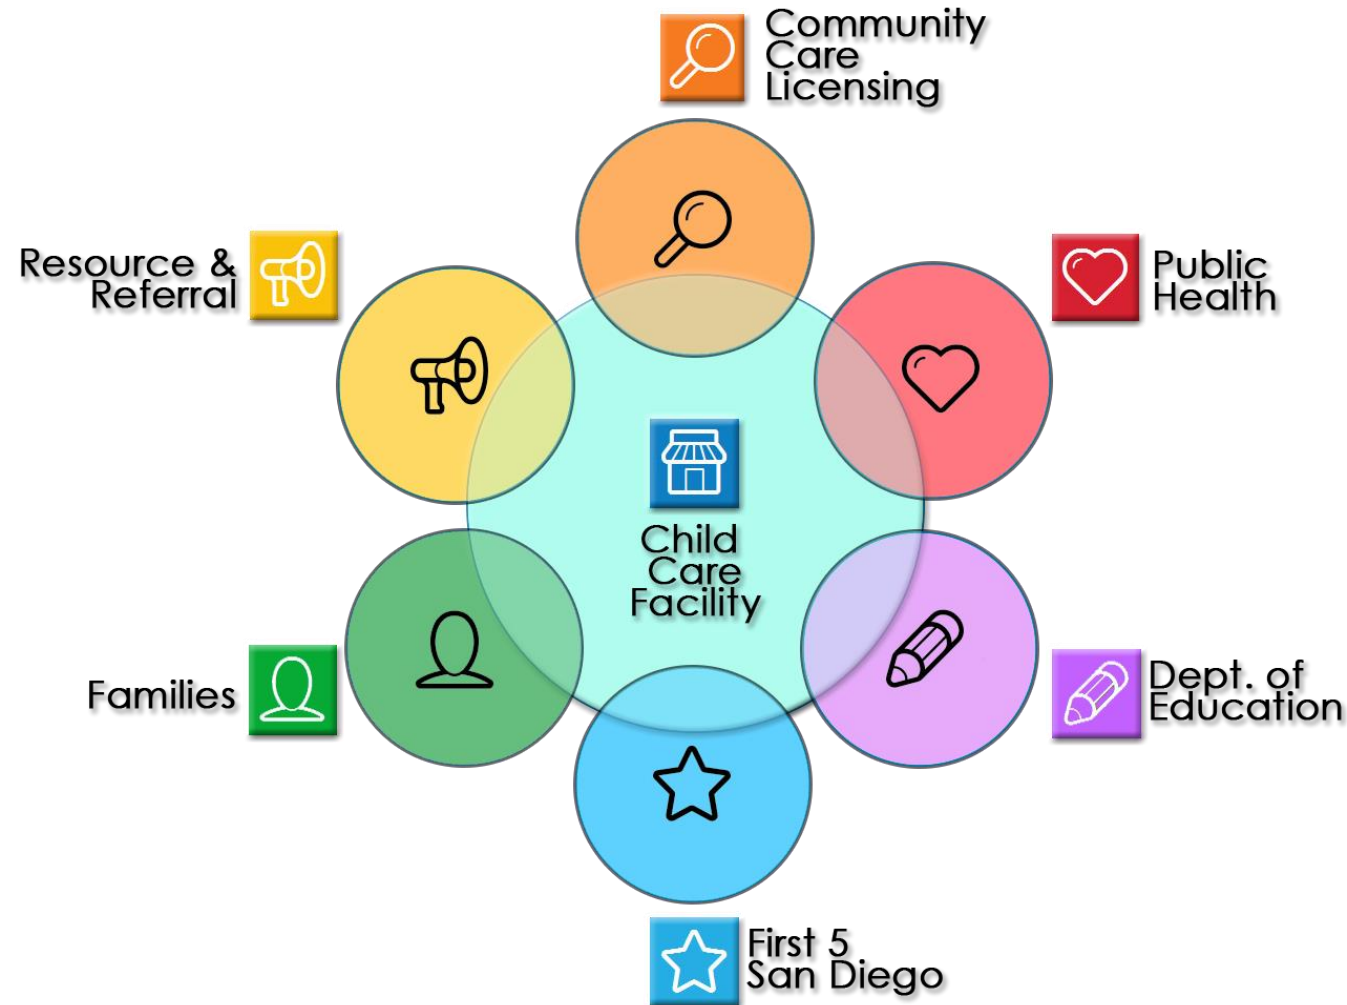 Community
Care
Licensing
Resource &
Referral
Public
Health
Child
Care
Facility
Families
Dept. of
Education
First 5
San Diego